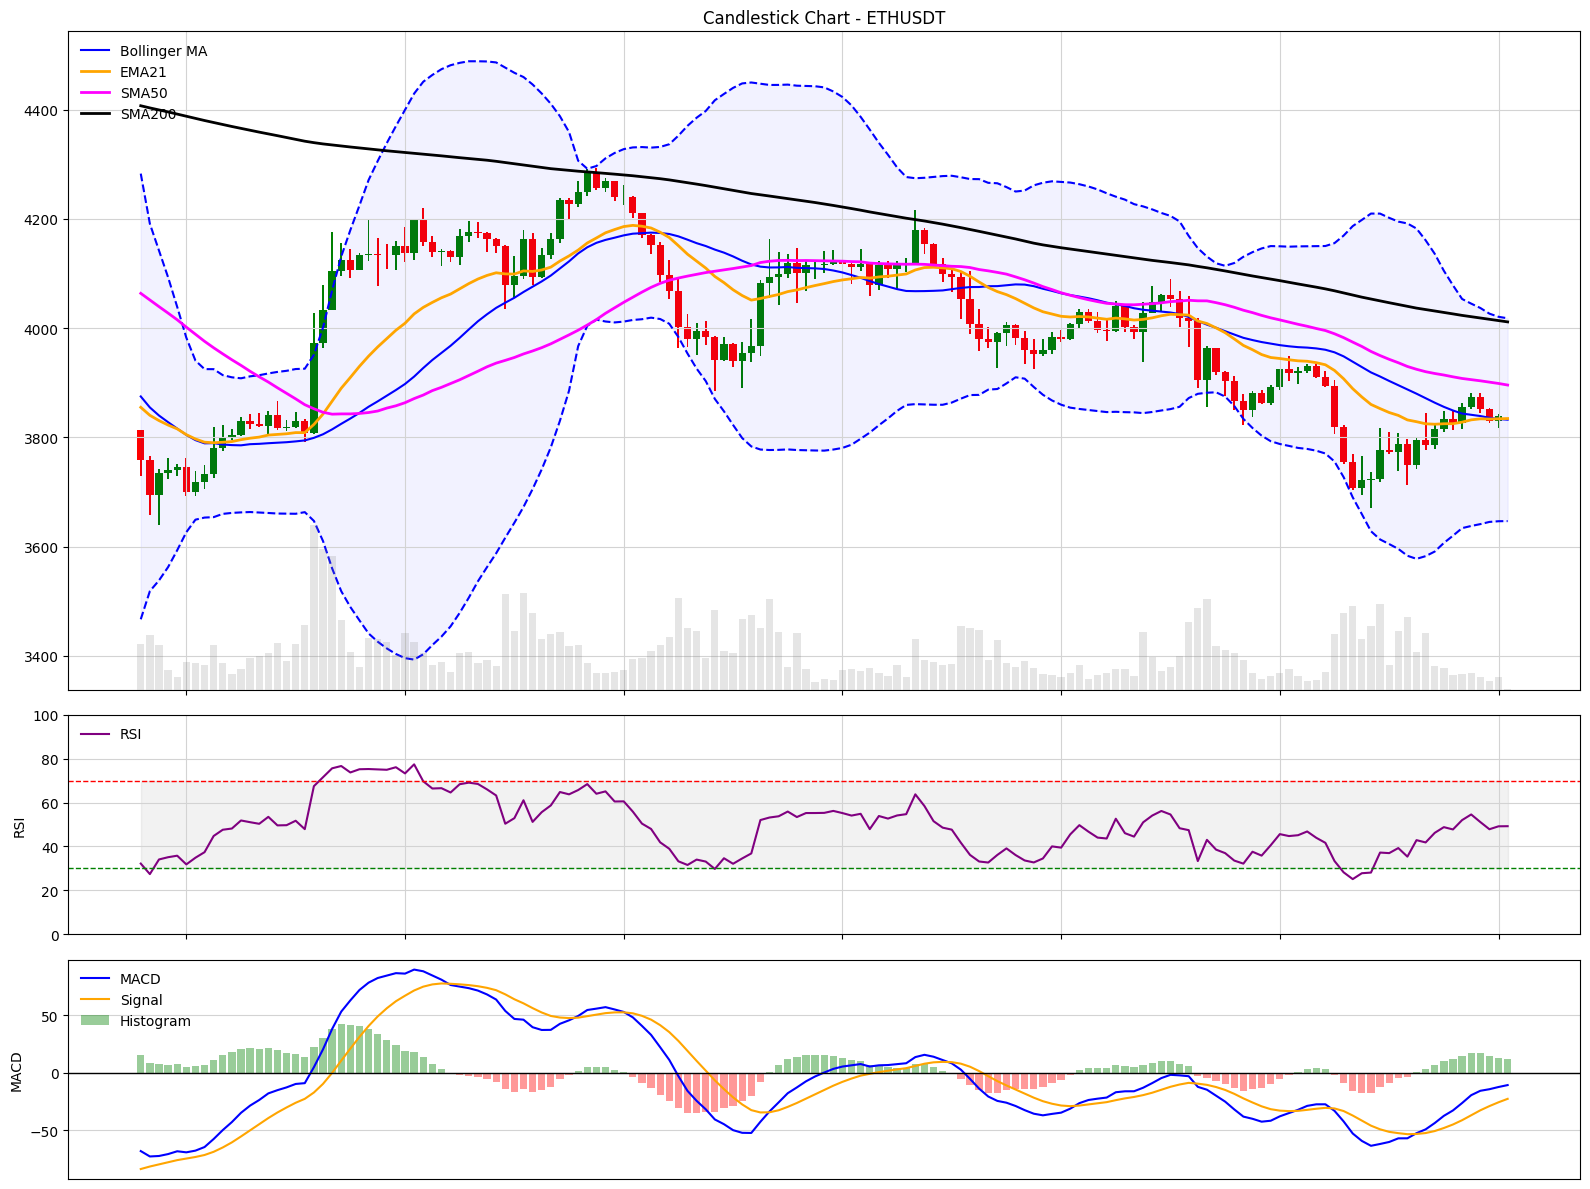 Candlestick Chart - ETHUSDT
Bollinger MA
EMA21
SMA50
SMA200
4400
4200
4000
3800
3600
3400
RSI
100
80
60
40
20
0
RSI
MACD
Signal
Histogram
50
0
−50
MACD